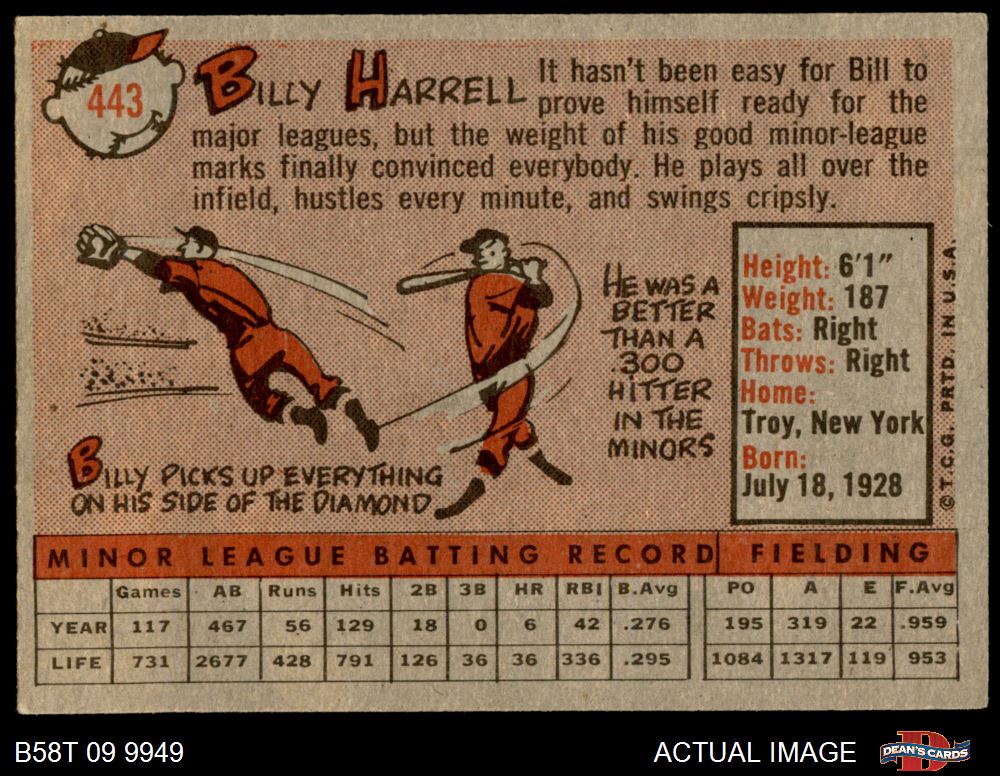 443
BILLY HARRELL
It hasn't been easy for Bill to
prove himself ready for the
major leagues, but the weight of his good minor-league
marks finally convinced everybody. He plays all over the
infield, hustles every minute, and swings cripsly.
BILLY PICKS UP EVERYTHING
ON HIS SIDE OF THE DIAMOND
HE WAS A
BETTER
THAN A
.300
HITTER
IN THE
MINORS
Height: 6'1"
Weight: 187
Bats: Right
Throws: Right
Home:
Troy, New York
Born:
July 18, 1928
©T.C.G. PRTD. IN U.S.A.
MINOR LEAGUE BATTING RECORD FIELDING
Games AB Runs Hits 2B 3B HR RBI B.Avg PO A E F.Avg
YEAR 117 467 56 129 18 0 6 42 .276 195 319 22 .959
LIFE 731 2677 428 791 126 36 36 336 .295 1084 1317 119 953
B58T 09 9949
ACTUAL IMAGE
D
DEAN'S CARDS